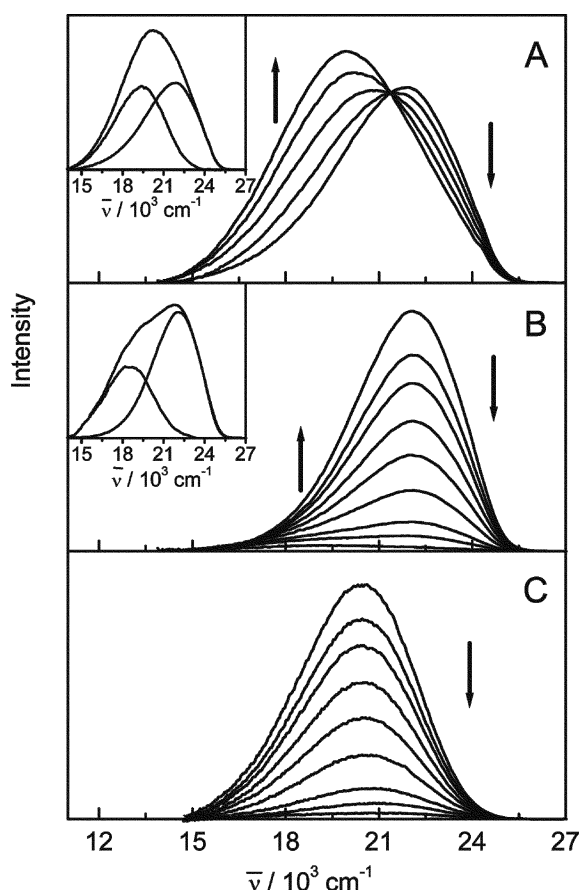 A
15 18 21 24 27
ν̄ / 10³ cm⁻¹
B
15 18 21 24 27
ν̄ / 10³ cm⁻¹
Intensity
C
12 15 18 21 24 27
ν̄ / 10³ cm⁻¹